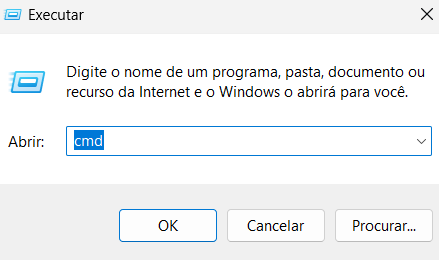 Executar
Digite o nome de um programa, pasta, documento ou
recurso da Internet e o Windows o abrirá para você.
Abrir: cmd
OK Cancelar Procurar...